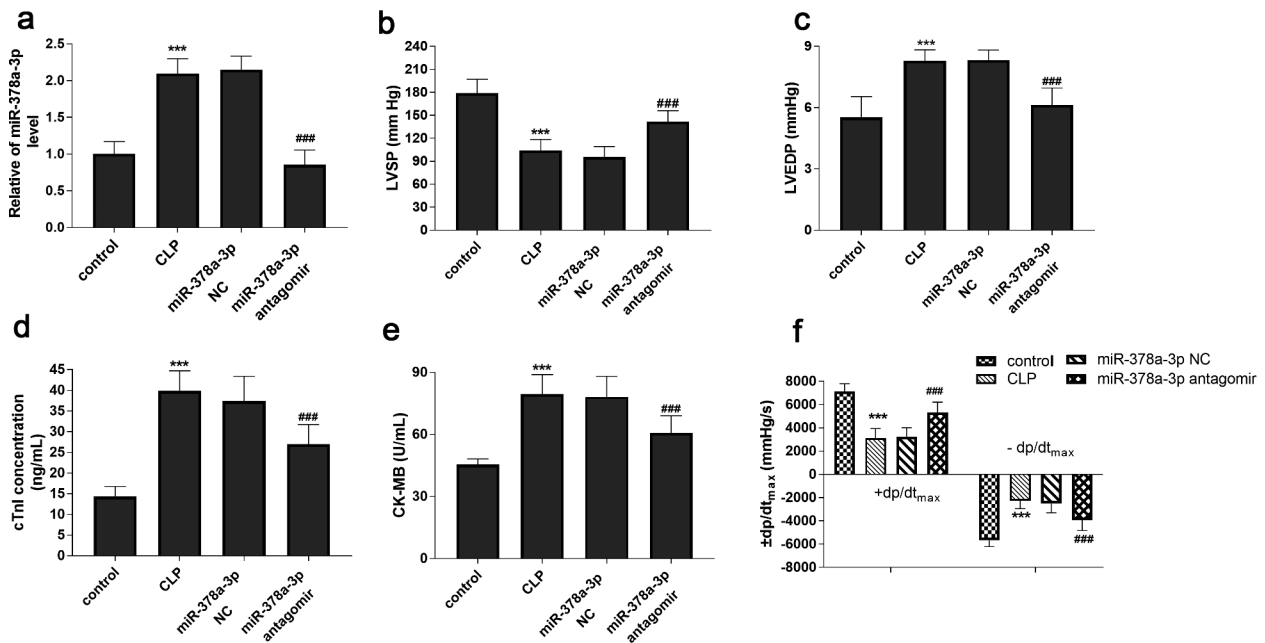 a
Relative of miR-378a-3p
level
2.5
2.0
1.5
1.0
0.5
0.0
***
###
control
CLP
miR-378a-3p
NC
miR-378a-3p
antagomir
b
LVSP (mm Hg)
240
210
180
150
120
90
60
30
0
***
###
control
CLP
miR-378a-3p
NC
miR-378a-3p
antagomir
c
LVEDP (mmHg)
9
6
3
0
***
###
control
CLP
miR-378a-3p
NC
miR-378a-3p
antagomir
d
cTnI concentration
(ng/mL)
45
40
35
30
25
20
15
10
5
0
***
###
control
CLP
miR-378a-3p
NC
miR-378a-3p
antagomir
e
CK-MB (U/mL)
90
60
30
0
***
###
control
CLP
miR-378a-3p
NC
miR-378a-3p
antagomir
f
control
miR-378a-3p NC
CLP
miR-378a-3p antagomir
±dp/dtmax (mmHg/s)
8000
6000
4000
2000
0
-2000
-4000
-6000
-8000
***
###
- dp/dtmax
+dp/dtmax
***
###